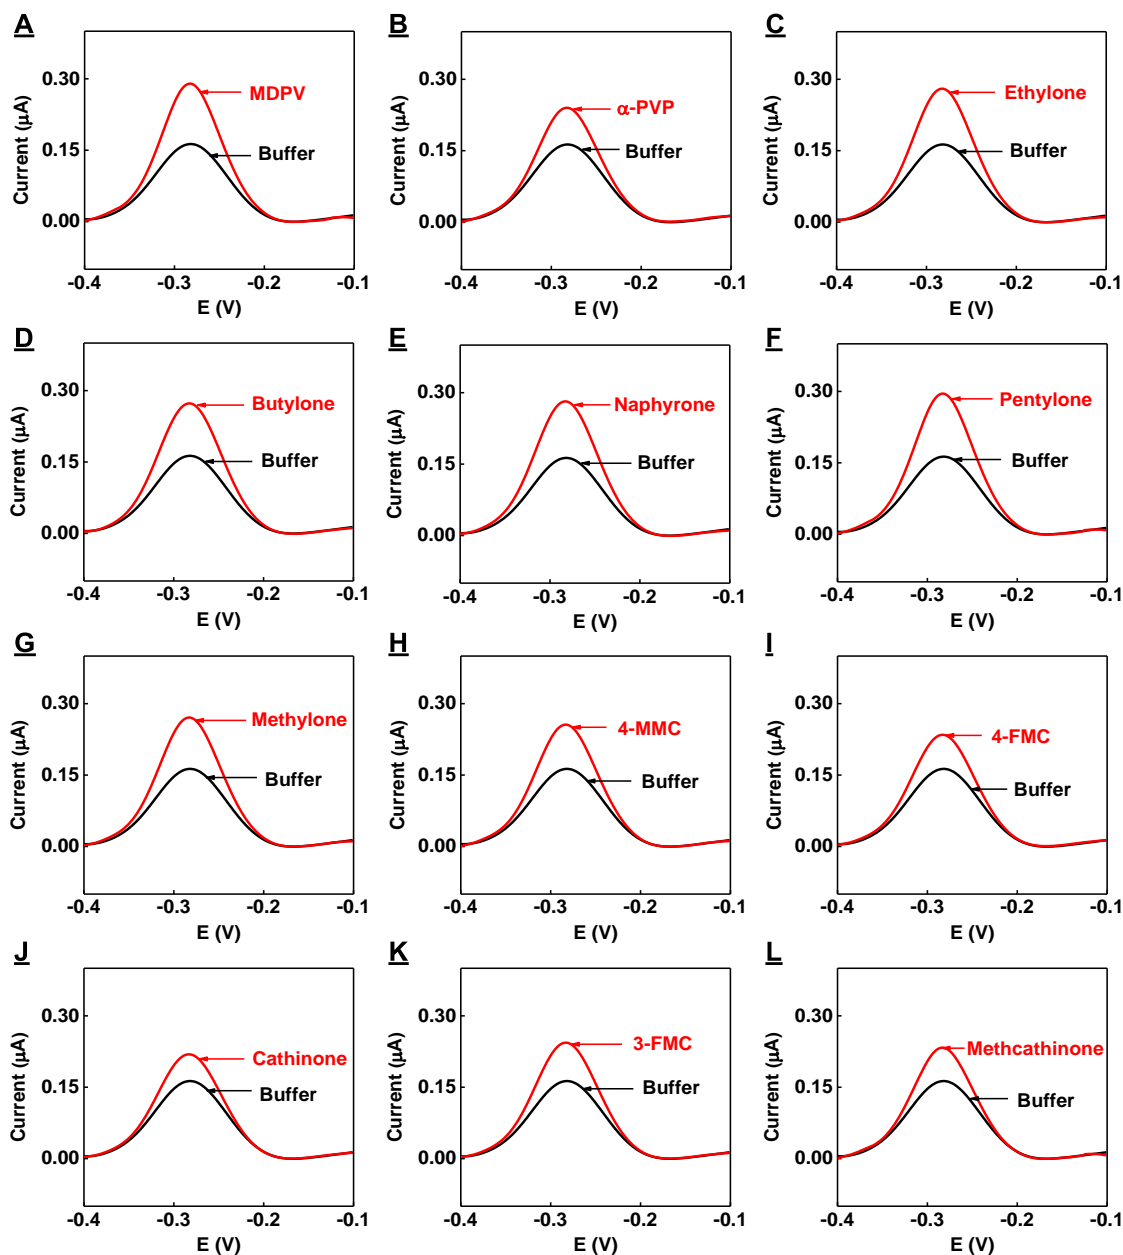 A
Current (μA)
0.30
0.15
0.00
MDPV
Buffer
-0.4 -0.3 -0.2 -0.1
E (V)
B
Current (μA)
0.30
0.15
0.00
α-PVP
Buffer
-0.4 -0.3 -0.2 -0.1
E (V)
C
Current (μA)
0.30
0.15
0.00
Ethylone
Buffer
-0.4 -0.3 -0.2 -0.1
E (V)
D
Current (μA)
0.30
0.15
0.00
Butylone
Buffer
-0.4 -0.3 -0.2 -0.1
E (V)
E
Current (μA)
0.30
0.15
0.00
Naphyrone
Buffer
-0.4 -0.3 -0.2 -0.1
E (V)
F
Current (μA)
0.30
0.15
0.00
Pentylone
Buffer
-0.4 -0.3 -0.2 -0.1
E (V)
G
Current (μA)
0.30
0.15
0.00
Methylone
Buffer
-0.4 -0.3 -0.2 -0.1
E (V)
H
Current (μA)
0.30
0.15
0.00
4-MMC
Buffer
-0.4 -0.3 -0.2 -0.1
E (V)
I
Current (μA)
0.30
0.15
0.00
4-FMC
Buffer
-0.4 -0.3 -0.2 -0.1
E (V)
J
Current (μA)
0.30
0.15
0.00
Cathinone
Buffer
-0.4 -0.3 -0.2 -0.1
E (V)
K
Current (μA)
0.30
0.15
0.00
3-FMC
Buffer
-0.4 -0.3 -0.2 -0.1
E (V)
L
Current (μA)
0.30
0.15
0.00
Methcathinone
Buffer
-0.4 -0.3 -0.2 -0.1
E (V)